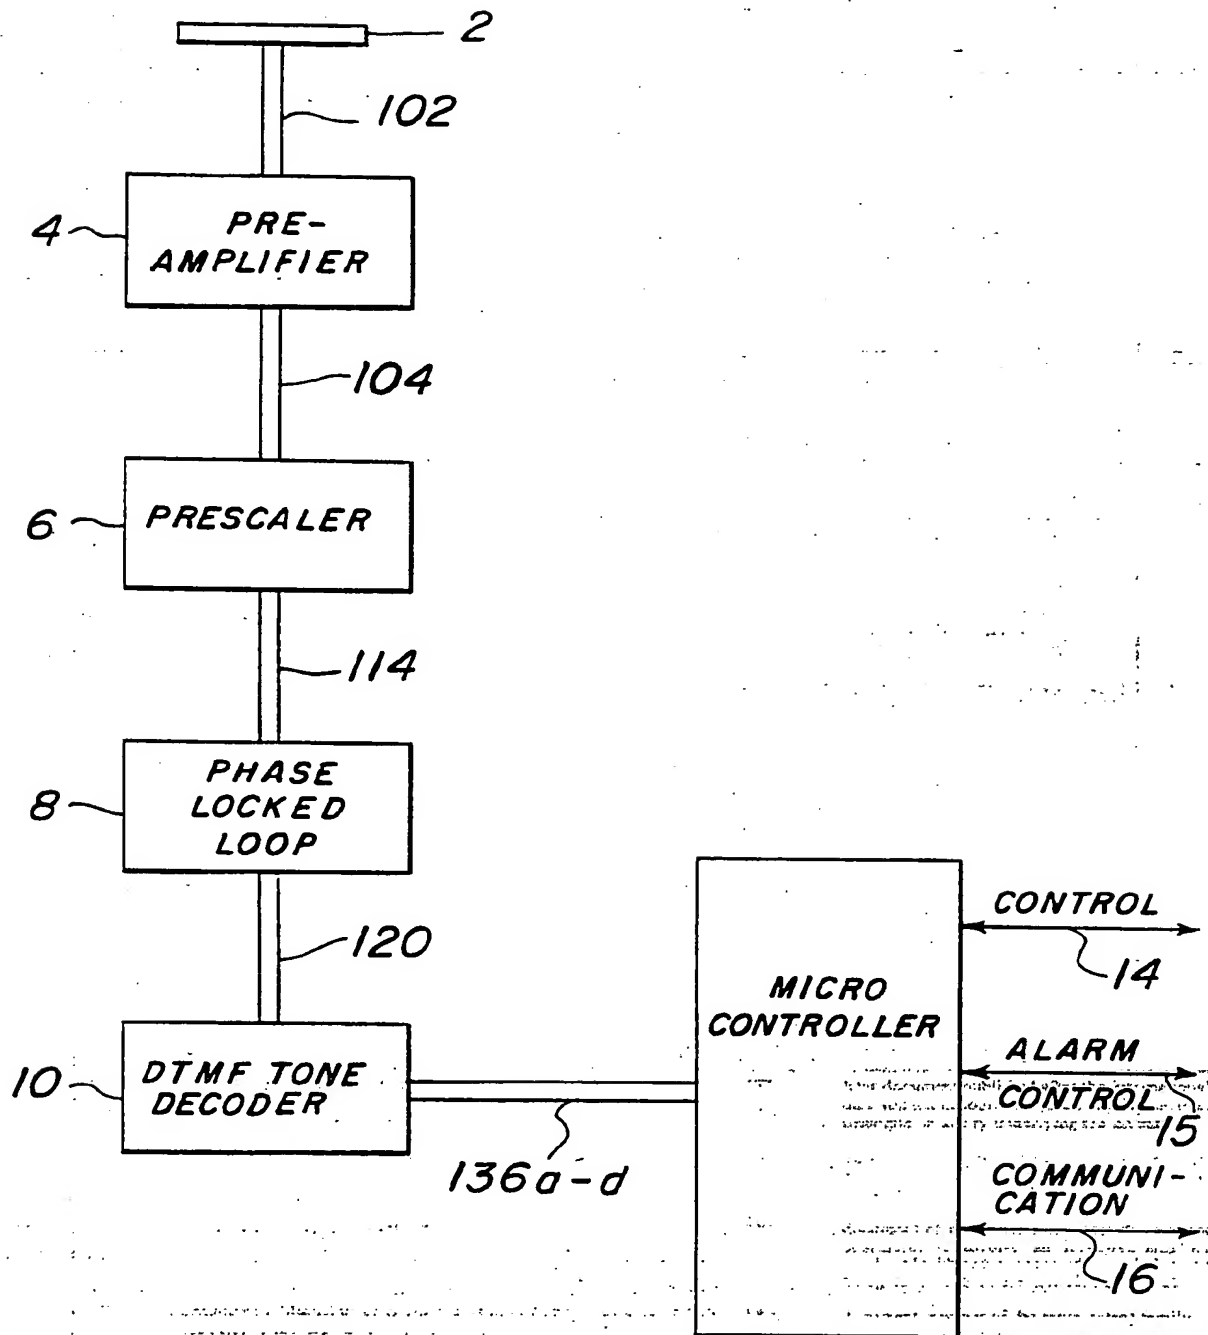 2
102
4
PRE-
AMPLIFIER
104
6
PRESCALER
114
8
PHASE
LOCKED
LOOP
120
10
DTMF TONE
DECODER
136a-d
MICRO
CONTROLLER
CONTROL
14
ALARM
CONTROL
15
COMMUNI-
CATION
16